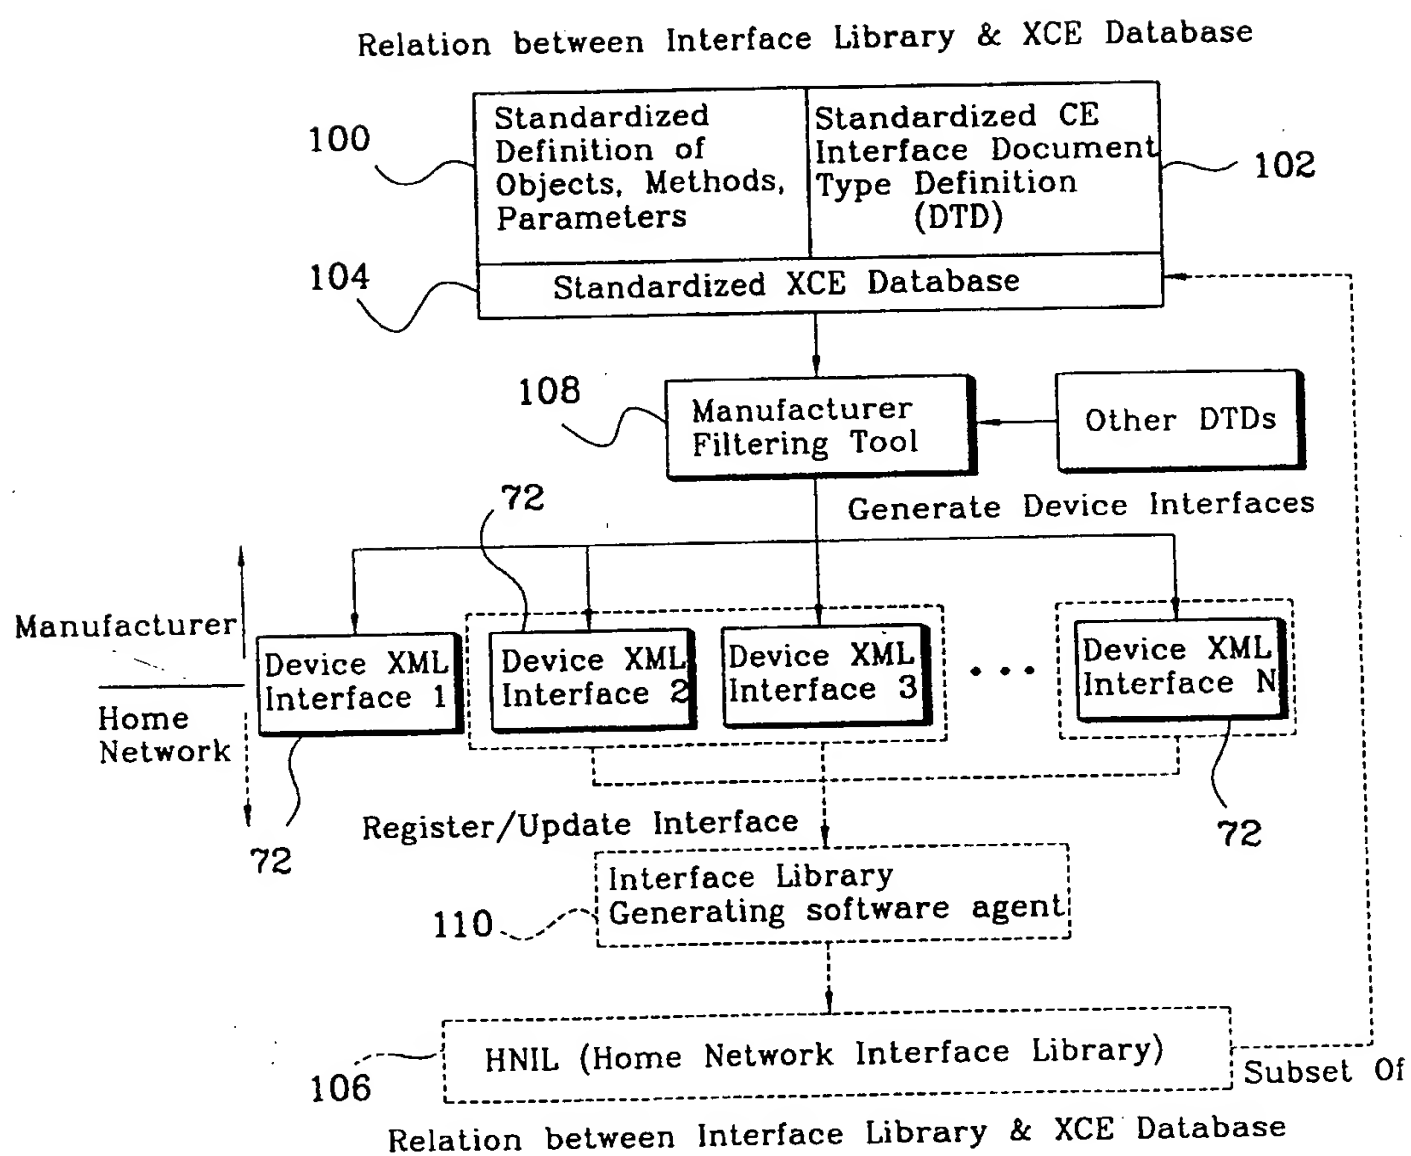 Relation between Interface Library & XCE Database
100
Standardized
Definition of
Objects, Methods,
Parameters
Standardized CE
Interface Document
Type Definition
(DTD)
102
104
Standardized XCE Database
108
Manufacturer
Filtering Tool
Other DTDs
72
Generate Device Interfaces
Manufacturer
Home
Network
Device XML
Interface 1
Device XML
Interface 2
Device XML
Interface 3
Device XML
Interface N
72
72
Register/Update Interface
Interface Library
Generating software agent
110
HNIL (Home Network Interface Library)
106
Subset Of
Relation between Interface Library & XCE Database